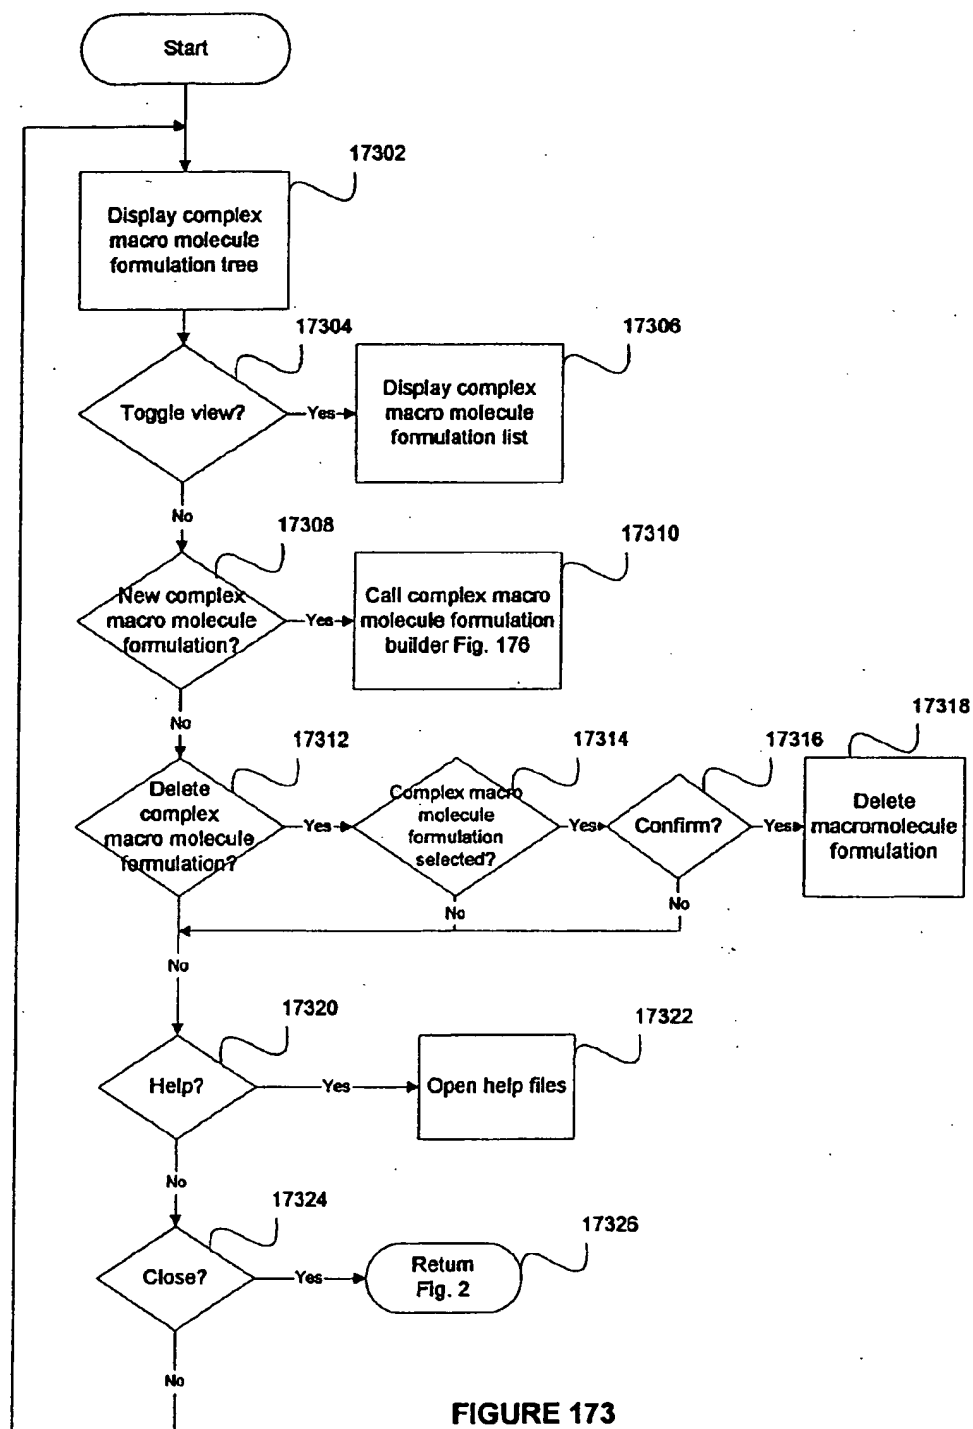 Start
17302
Display complex
macro molecule
formulation tree
17304
Toggle view?
Yes
17306
Display complex
macro molecule
formulation list
No
17308
New complex
macro molecule
formulation?
Yes
17310
Call complex macro
molecule formulation
builder Fig. 176
No
17312
Delete
complex
macro molecule
formulation?
Yes
17314
Complex macro
molecule
formulation
selected?
Yes
17316
Confirm?
Yes
17318
Delete
macromolecule
formulation
No
No
No
17320
Help?
Yes
17322
Open help files
No
17324
Close?
Yes
17326
Return
Fig. 2
No
FIGURE 173